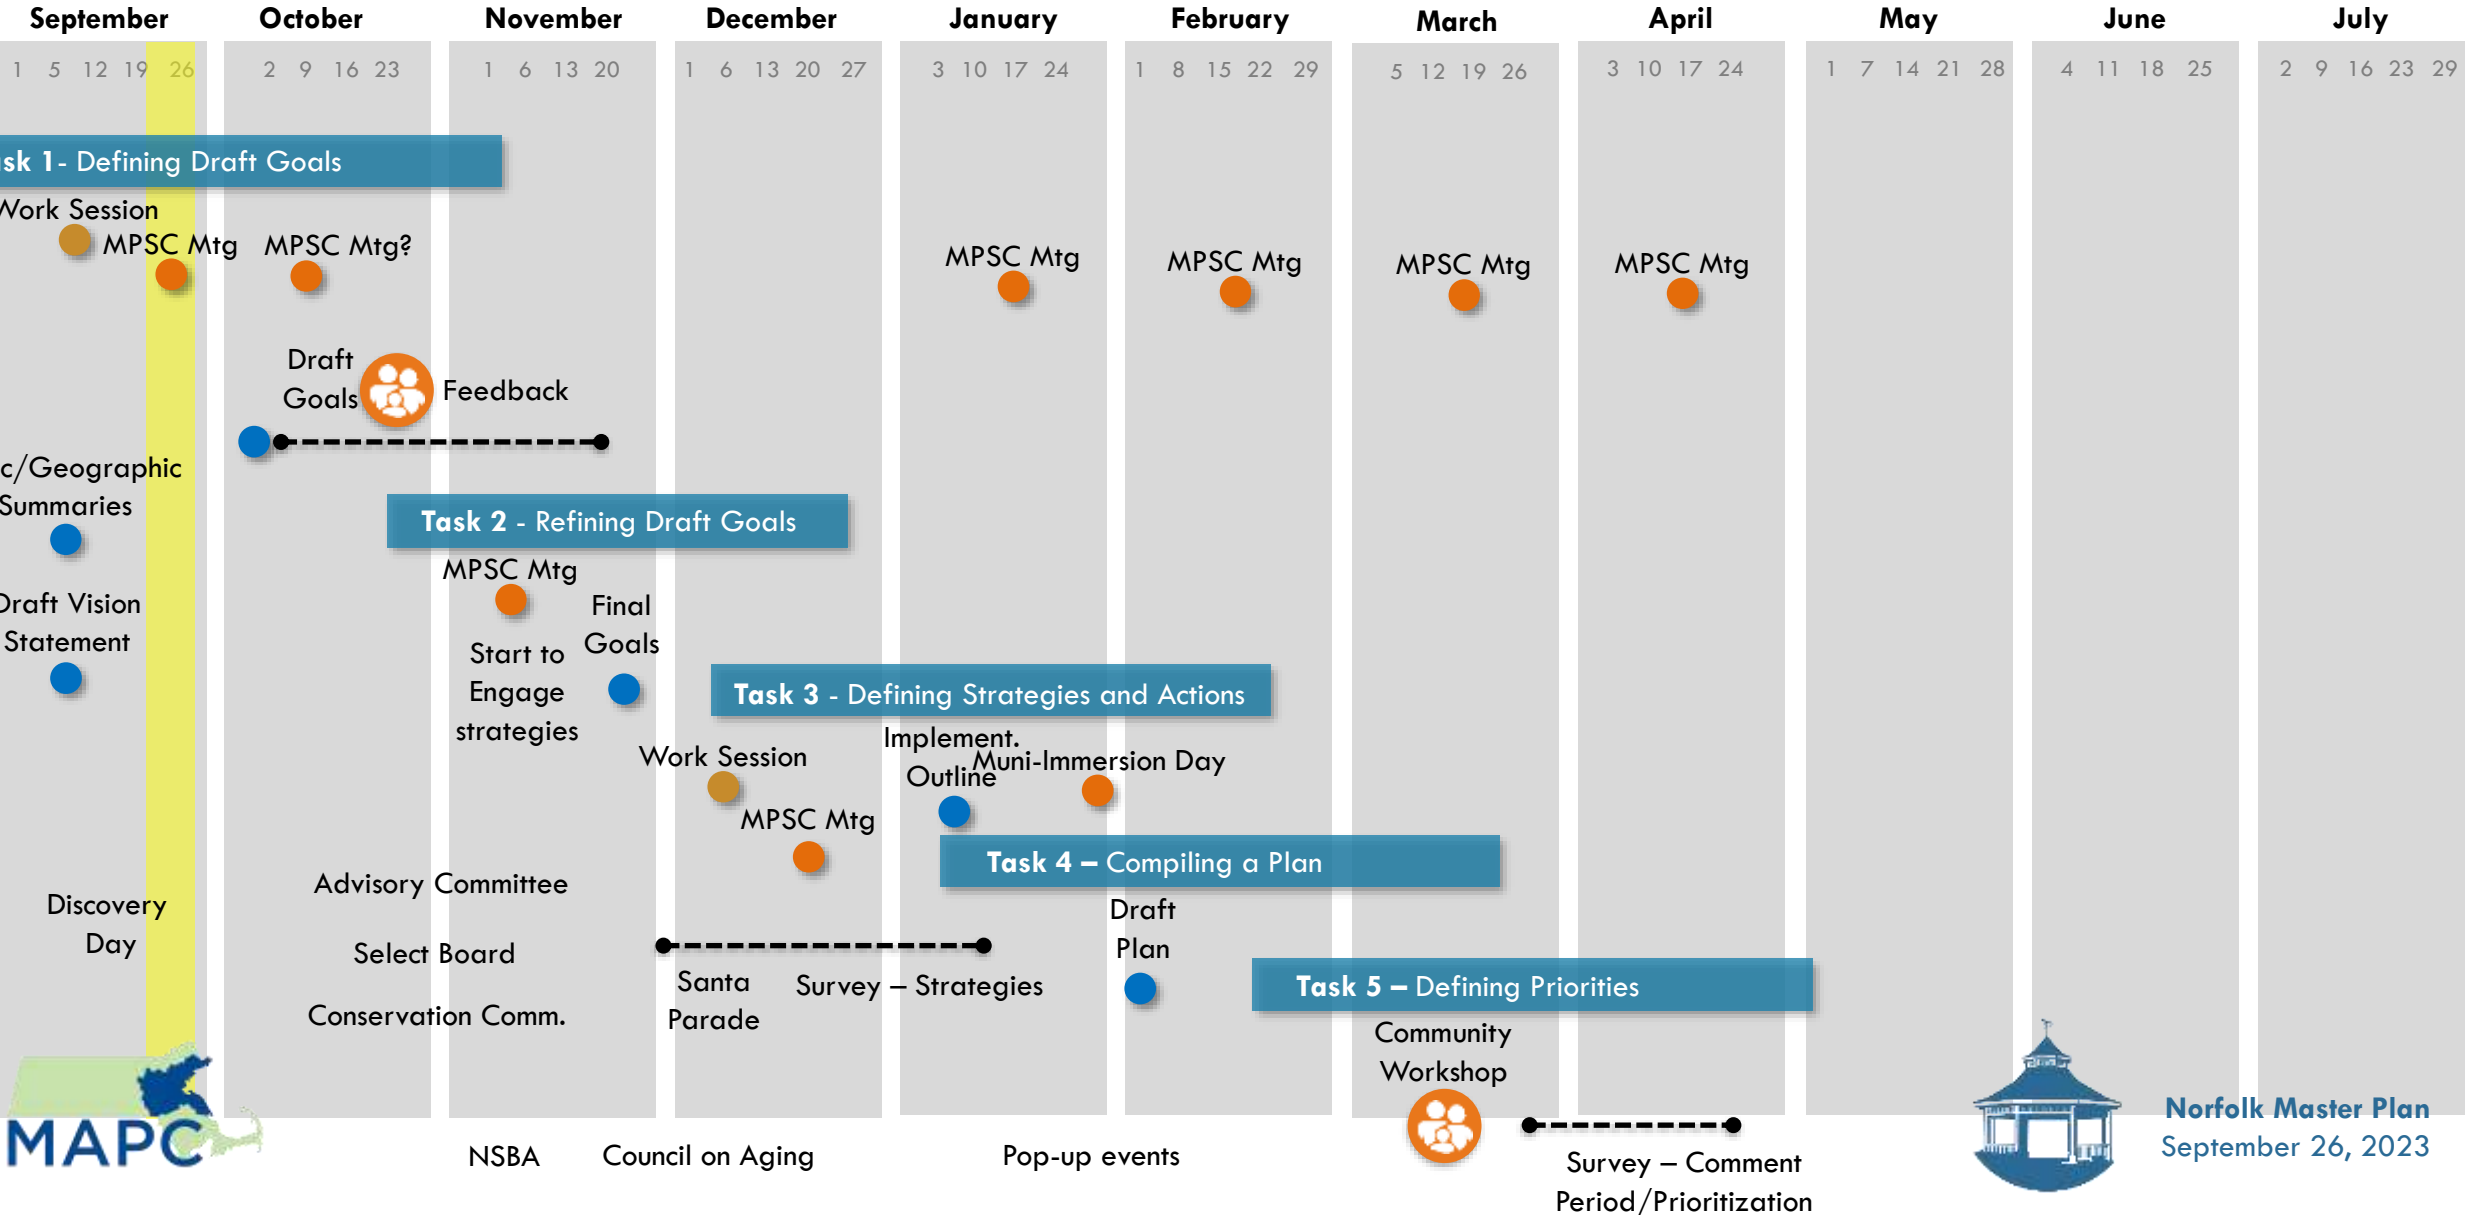 September October November December January February March April May June July
1 5 12 19 26 2 9 16 23 1 6 13 20 1 6 13 20 27 3 10 17 24 1 8 15 22 29 5 12 19 26 3 10 17 24 1 7 14 21 28 4 11 18 25 2 9 16 23 29
sk 1- Defining Draft Goals
Work Session
MPSC Mtg
MPSC Mtg?
MPSC Mtg
MPSC Mtg
MPSC Mtg
MPSC Mtg
Draft
Goals
Feedback
c/Geographic
Summaries
Task 2 - Refining Draft Goals
MPSC Mtg
Draft Vision
Statement
Final
Goals
Start to
Engage
strategies
Task 3 - Defining Strategies and Actions
Implement.
Outline
Muni-Immersion Day
Work Session
MPSC Mtg
Task 4 – Compiling a Plan
Advisory Committee
Discovery
Day
Select Board
Conservation Comm.
Draft
Plan
Santa
Parade
Survey – Strategies
Task 5 – Defining Priorities
Community
Workshop
MAPC
NSBA
Council on Aging
Pop-up events
Survey – Comment
Period/Prioritization
Norfolk Master Plan
September 26, 2023